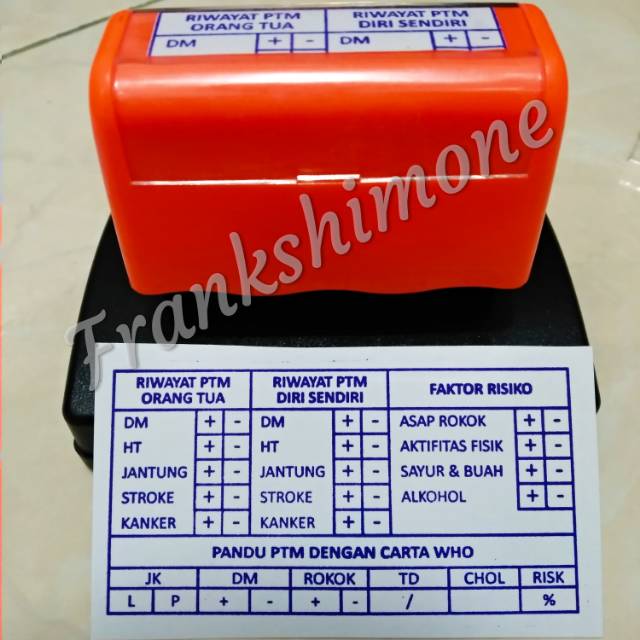 RIWAYAT PTM ORANG TUA RIWAYAT PTM DIRI SENDIRI
DM + - DM + -
Frankshimone
RIWAYAT PTM ORANG TUA RIWAYAT PTM DIRI SENDIRI FAKTOR RISIKO
DM + - DM + - ASAP ROKOK + -
HT + - HT + - AKTIFITAS FISIK + -
JANTUNG + - JANTUNG + - SAYUR & BUAH + -
STROKE + - STROKE + - ALKOHOL + -
KANKER + - KANKER + -
PANDU PTM DENGAN CARTA WHO
JK DM ROKOK TD CHOL RISK
L P + - + - / %